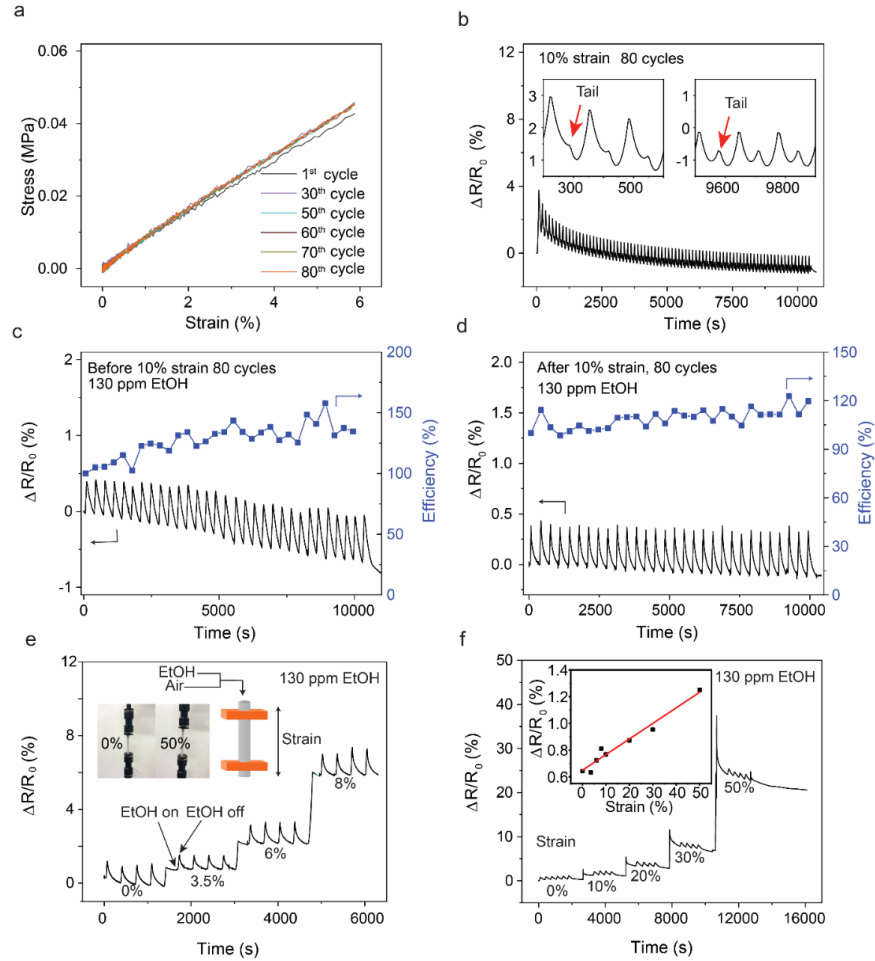 a
0.06
0.04
0.02
0.00
Stress (MPa)
1st cycle
30th cycle
50th cycle
60th cycle
70th cycle
80th cycle
0
2
4
6
Strain (%)
b
12
8
4
0
ΔR/R0 (%)
10% strain 80 cycles
Tail
3
2
1
300
500
Tail
1
0
-1
9600
9800
0
2500
5000
7500
10000
Time (s)
c
2
1
0
-1
ΔR/R0 (%)
Before 10% strain 80 cycles
130 ppm EtOH
200
150
100
50
0
Efficiency (%)
0
5000
10000
Time (s)
d
2.0
1.5
1.0
0.5
0.0
ΔR/R0 (%)
After 10% strain, 80 cycles
130 ppm EtOH
150
120
90
60
30
0
Efficiency (%)
0
2500
5000
7500
10000
Time (s)
e
12
8
4
0
ΔR/R0 (%)
EtOH
Air
130 ppm EtOH
0%
50%
Strain
EtOH on EtOH off
0%
3.5%
6%
8%
0
2000
4000
6000
Time (s)
f
50
40
30
20
10
0
ΔR/R0 (%)
130 ppm EtOH
1.4
1.2
1.0
0.8
0.6
ΔR/R0 (%)
0
10
20
30
40
50
Strain (%)
Strain
0%
10%
20%
30%
50%
0
4000
8000
12000
16000
Time (s)